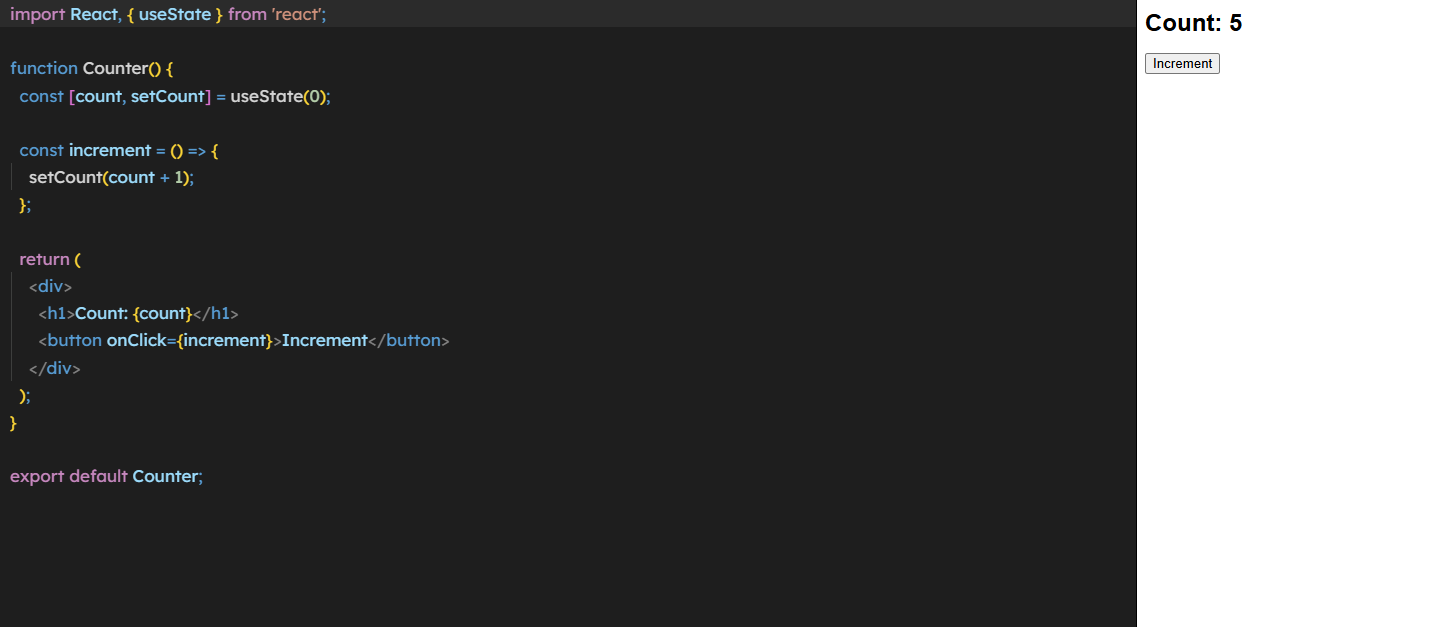 import React, { useState } from 'react';
function Counter() {
const [count, setCount] = useState(0);
const increment = () => {
setCount(count + 1);
};
return (
<div>
<h1>Count: {count}</h1>
<button onClick={increment}>Increment</button>
</div>
);
}
export default Counter;
Count: 5
Increment